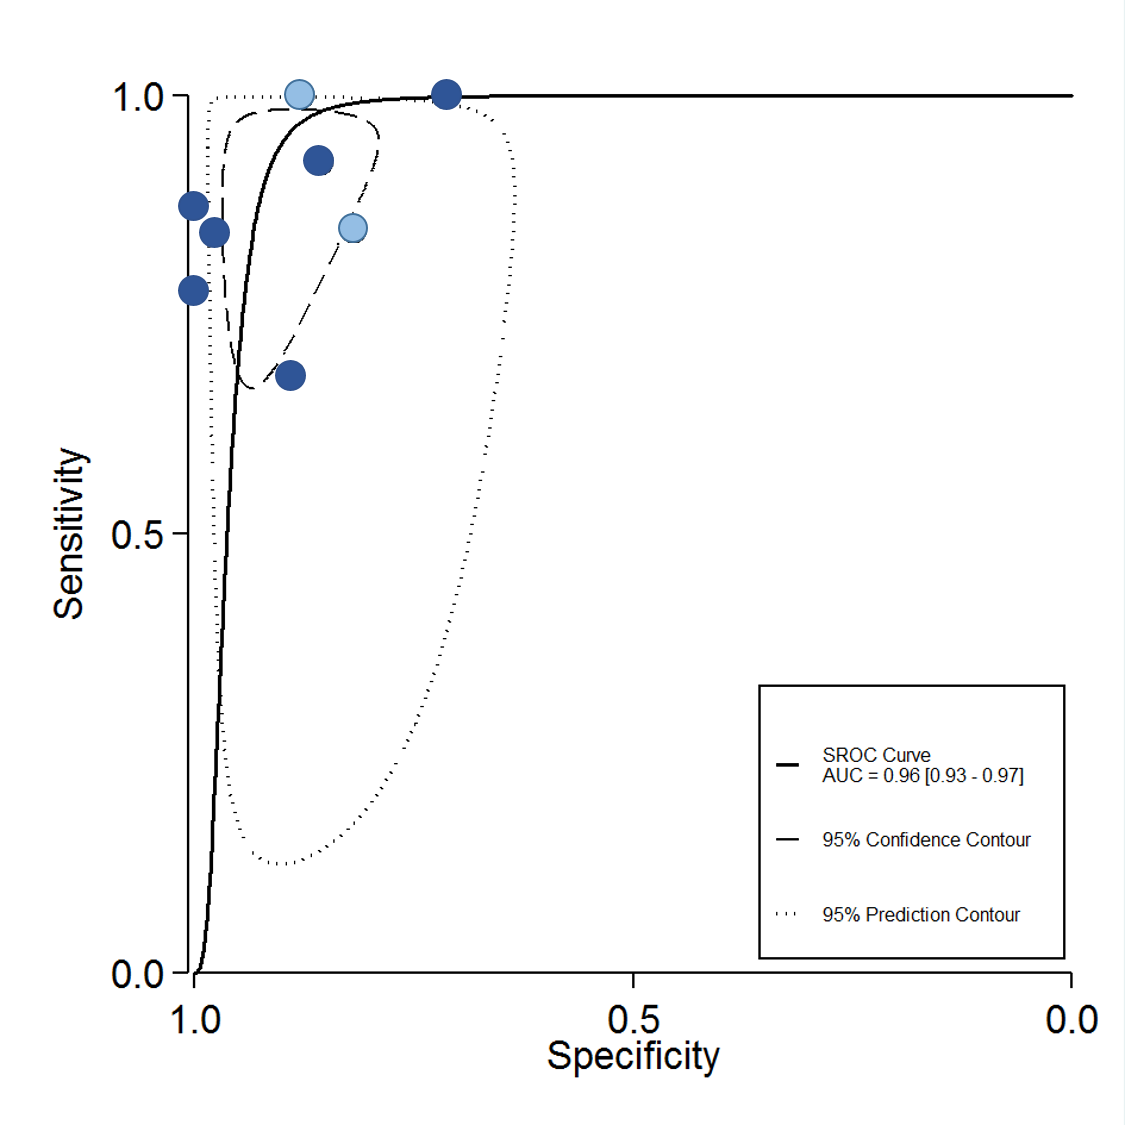 1.0
0.5
0.0
Sensitivity
1.0
0.5
0.0
Specificity
SROC Curve
AUC = 0.96 [0.93 - 0.97]
95% Confidence Contour
95% Prediction Contour